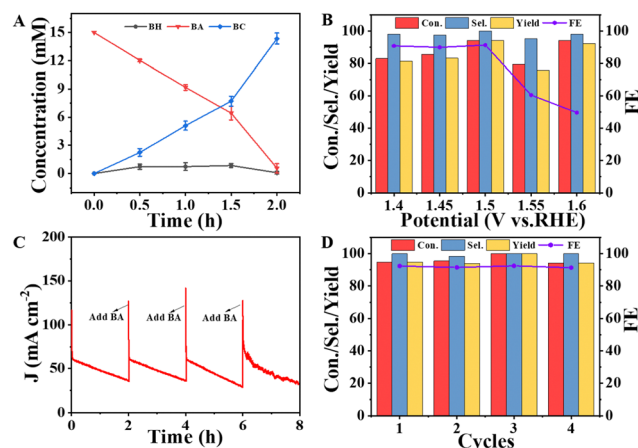 A
BH BA BC
Concentration (mM)
15
12
9
6
3
0
0.0 0.5 1.0 1.5 2.0
Time (h)
B
Con. Sel. Yield FE
Con./Sel./Yield
100
80
60
40
20
0
FE
100
80
60
40
20
0
1.4 1.45 1.5 1.55 1.6
Potential (V vs.RHE)
C
J (mA cm⁻²)
200
150
100
50
0
Add BA Add BA Add BA
0 2 4 6 8
Time (h)
D
Con. Sel. Yield FE
Con./Sel./Yield
100
80
60
40
20
0
FE
100
80
60
40
20
0
1 2 3 4
Cycles